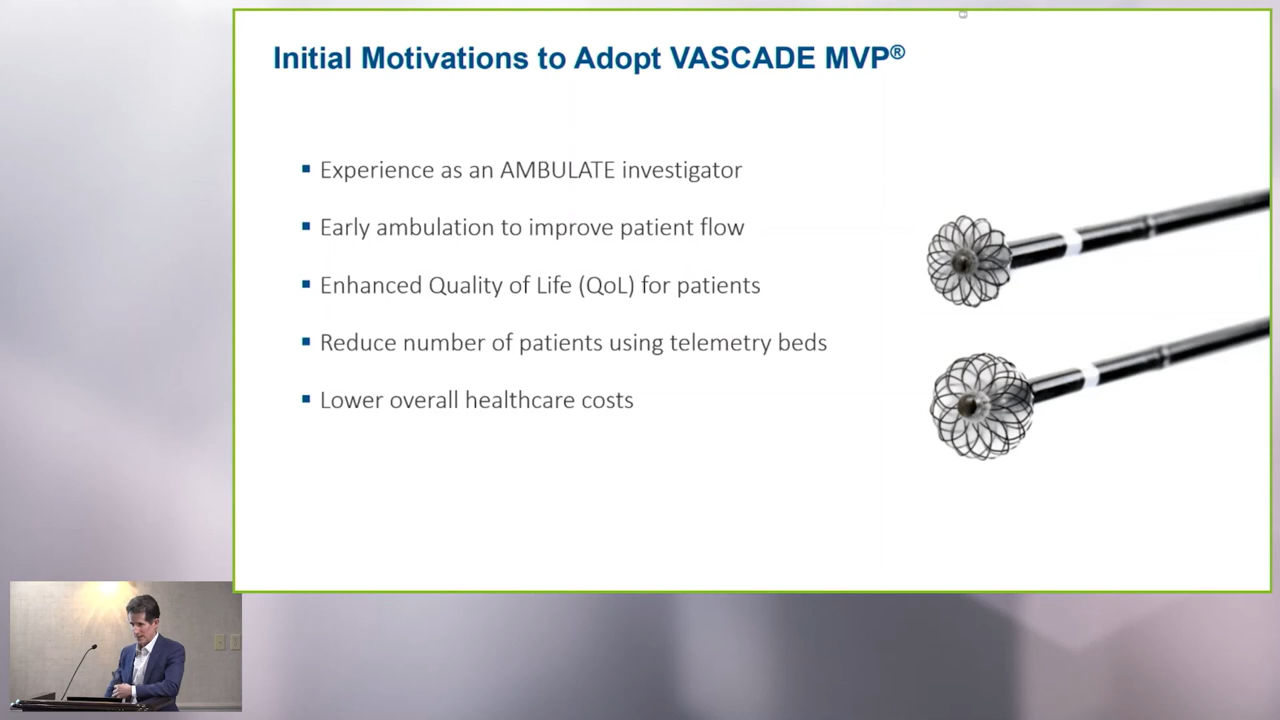 Initial Motivations to Adopt VASCADE MVP®
▪ Experience as an AMBULATE investigator
▪ Early ambulation to improve patient flow
▪ Enhanced Quality of Life (QoL) for patients
▪ Reduce number of patients using telemetry beds
▪ Lower overall healthcare costs